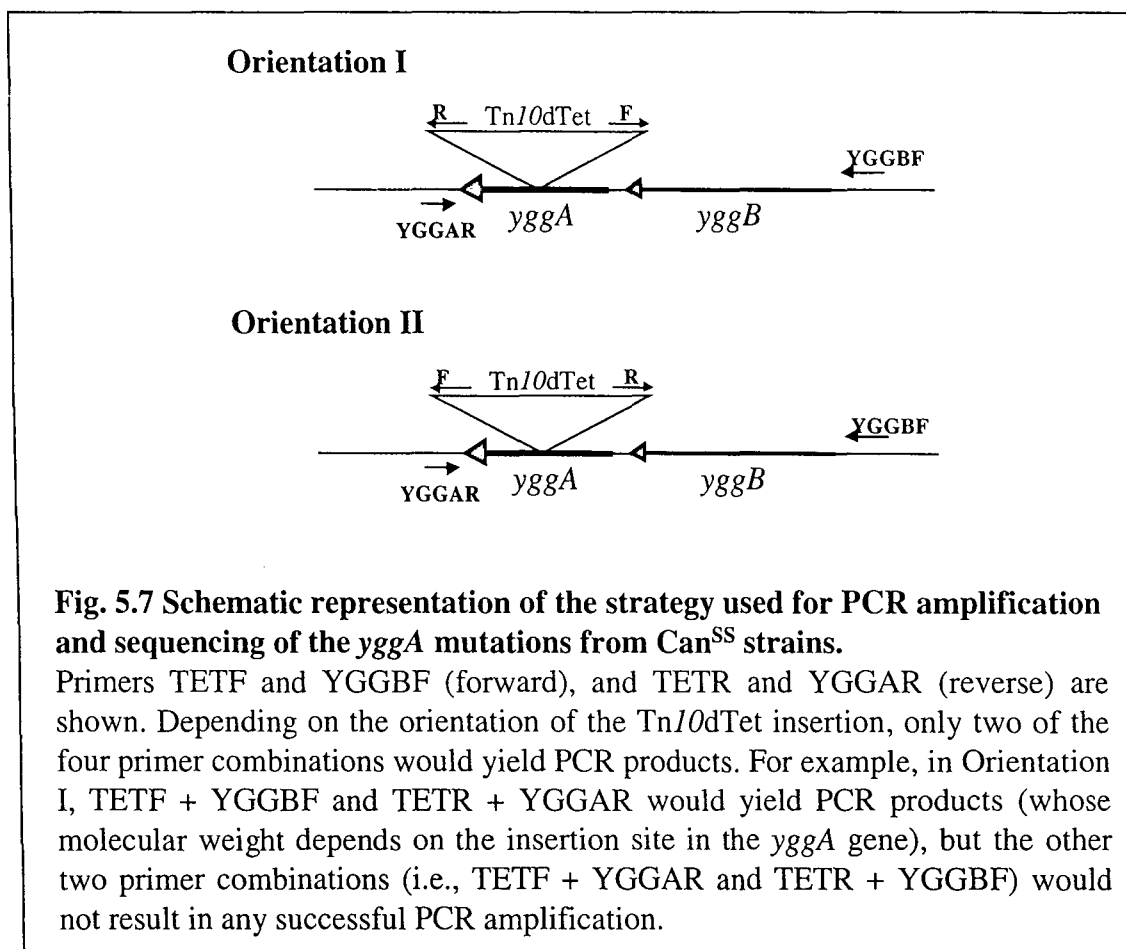 Orientation I
R Tn10dTet F
YGGBF
YGGAR yggA yggB
Orientation II
F Tn10dTet R
YGGBF
YGGAR yggA yggB
Fig. 5.7 Schematic representation of the strategy used for PCR amplification
and sequencing of the yggA mutations from Can^SS strains.
Primers TETF and YGGBF (forward), and TETR and YGGAR (reverse) are
shown. Depending on the orientation of the Tn10dTet insertion, only two of the
four primer combinations would yield PCR products. For example, in Orientation
I, TETF + YGGBF and TETR + YGGAR would yield PCR products (whose
molecular weight depends on the insertion site in the yggA gene), but the other
two primer combinations (i.e., TETF + YGGAR and TETR + YGGBF) would
not result in any successful PCR amplification.